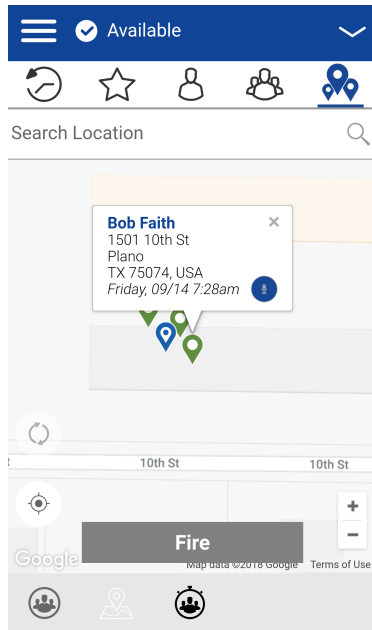 Available
Search Location
Bob Faith
1501 10th St
Plano
TX 75074, USA
Friday, 09/14 7:28am
10th St
10th St
Fire
Google
Map data ©2018 Google
Terms of Use